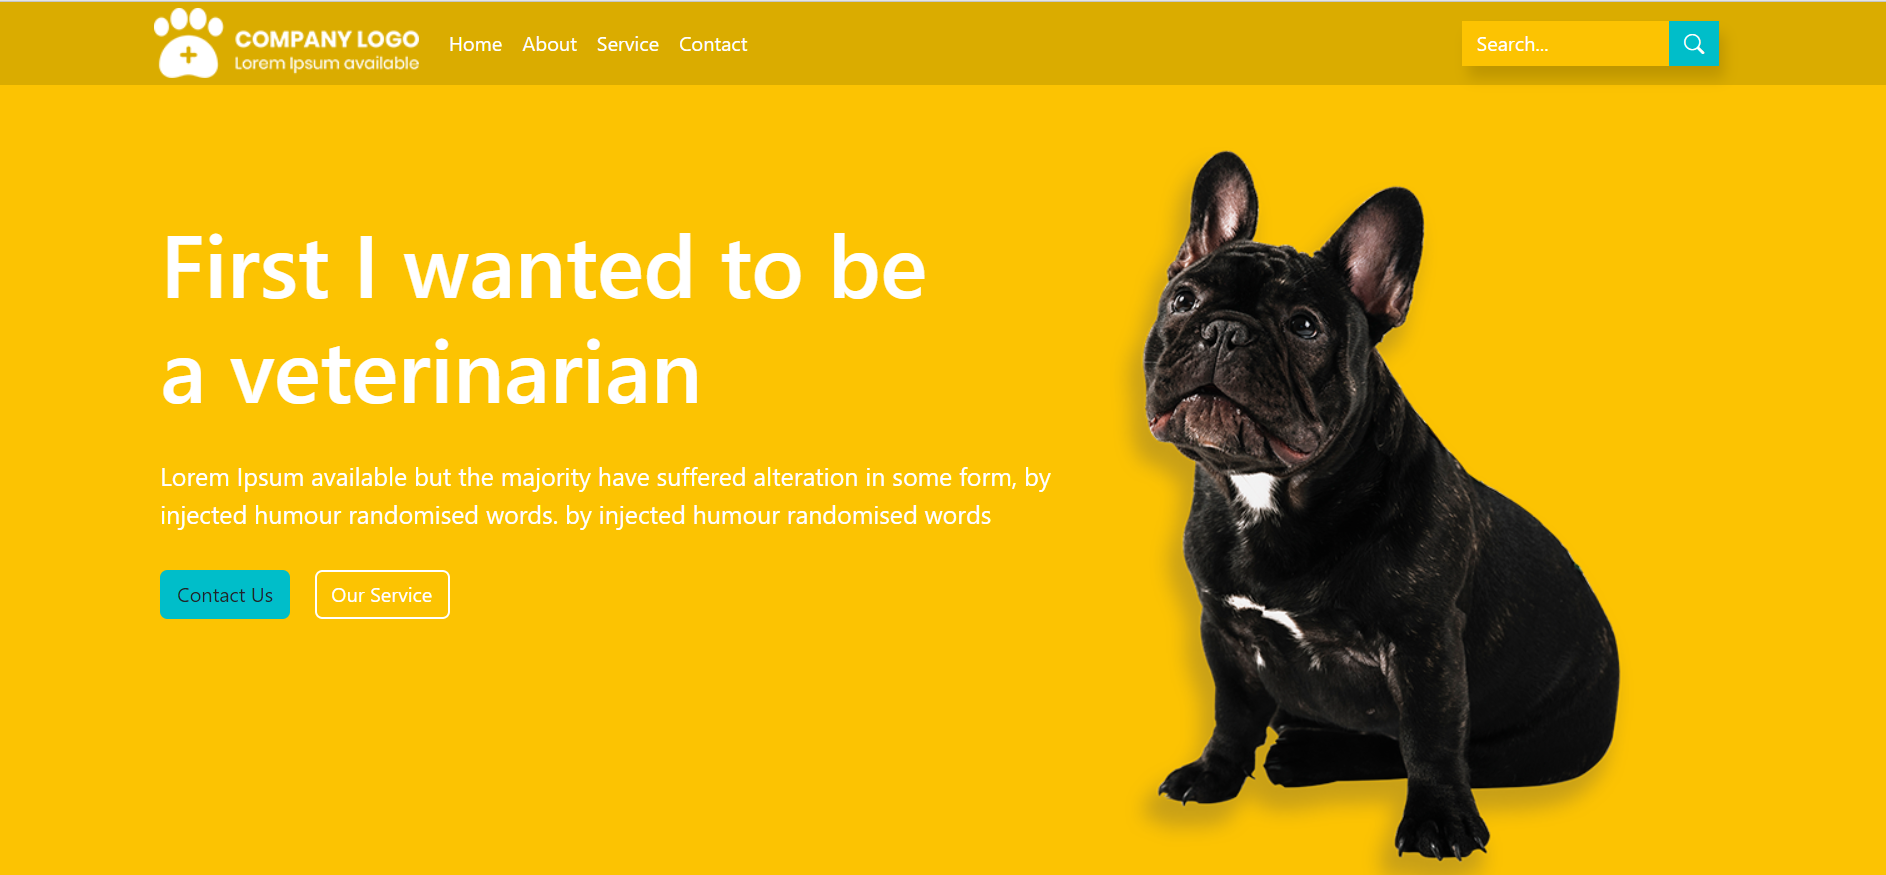 COMPANY LOGO
Lorem Ipsum available
Home About Service Contact
Search...
First I wanted to be
a veterinarian
Lorem Ipsum available but the majority have suffered alteration in some form, by
injected humour randomised words. by injected humour randomised words
Contact Us
Our Service